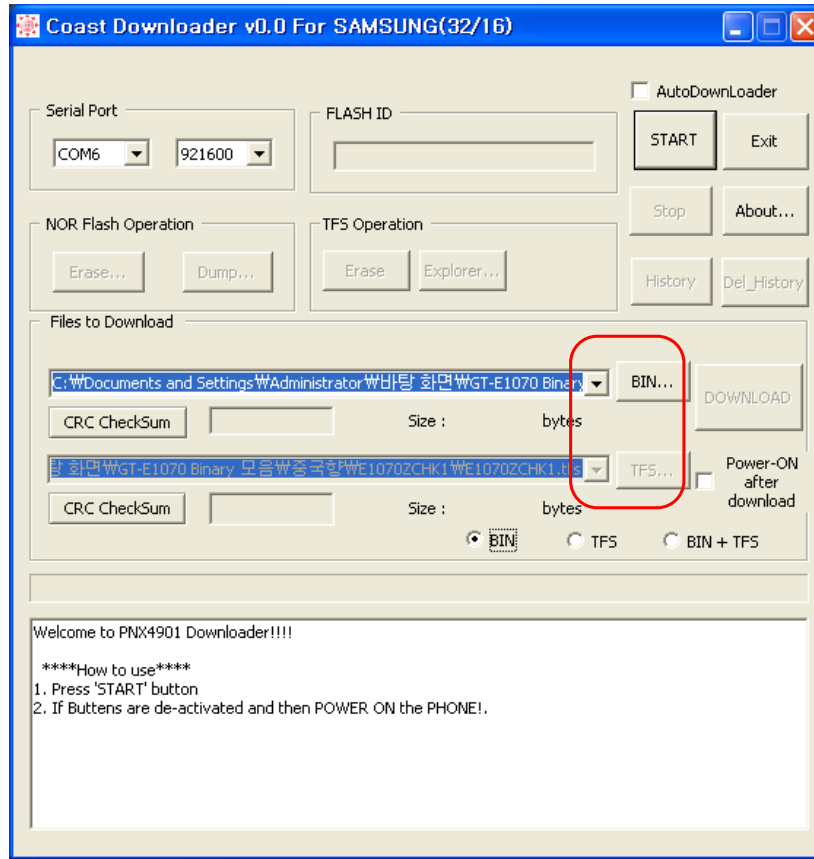 Coast Downloader v0.0 For SAMSUNG(32/16)
AutoDownLoader
Serial Port
FLASH ID
COM6
921600
START
Exit
Stop
About...
NOR Flash Operation
TFS Operation
Erase...
Dump...
Erase
Explorer...
History
Del_History
Files to Download
C:₩Documents and Settings₩Administrator₩바탕 화면₩GT-E1070 Binary
BIN...
DOWNLOAD
CRC CheckSum
Size :
bytes
탕 화면₩GT-E1070 Binary 모음₩중국향₩E1070ZCHK1₩E1070ZCHK1.tfs
TFS...
Power-ON
after
download
CRC CheckSum
Size :
bytes
BIN
TFS
BIN + TFS
Welcome to PNX4901 Downloader!!!!
****How to use****
1. Press 'START' button
2. If Buttens are de-activated and then POWER ON the PHONE!.